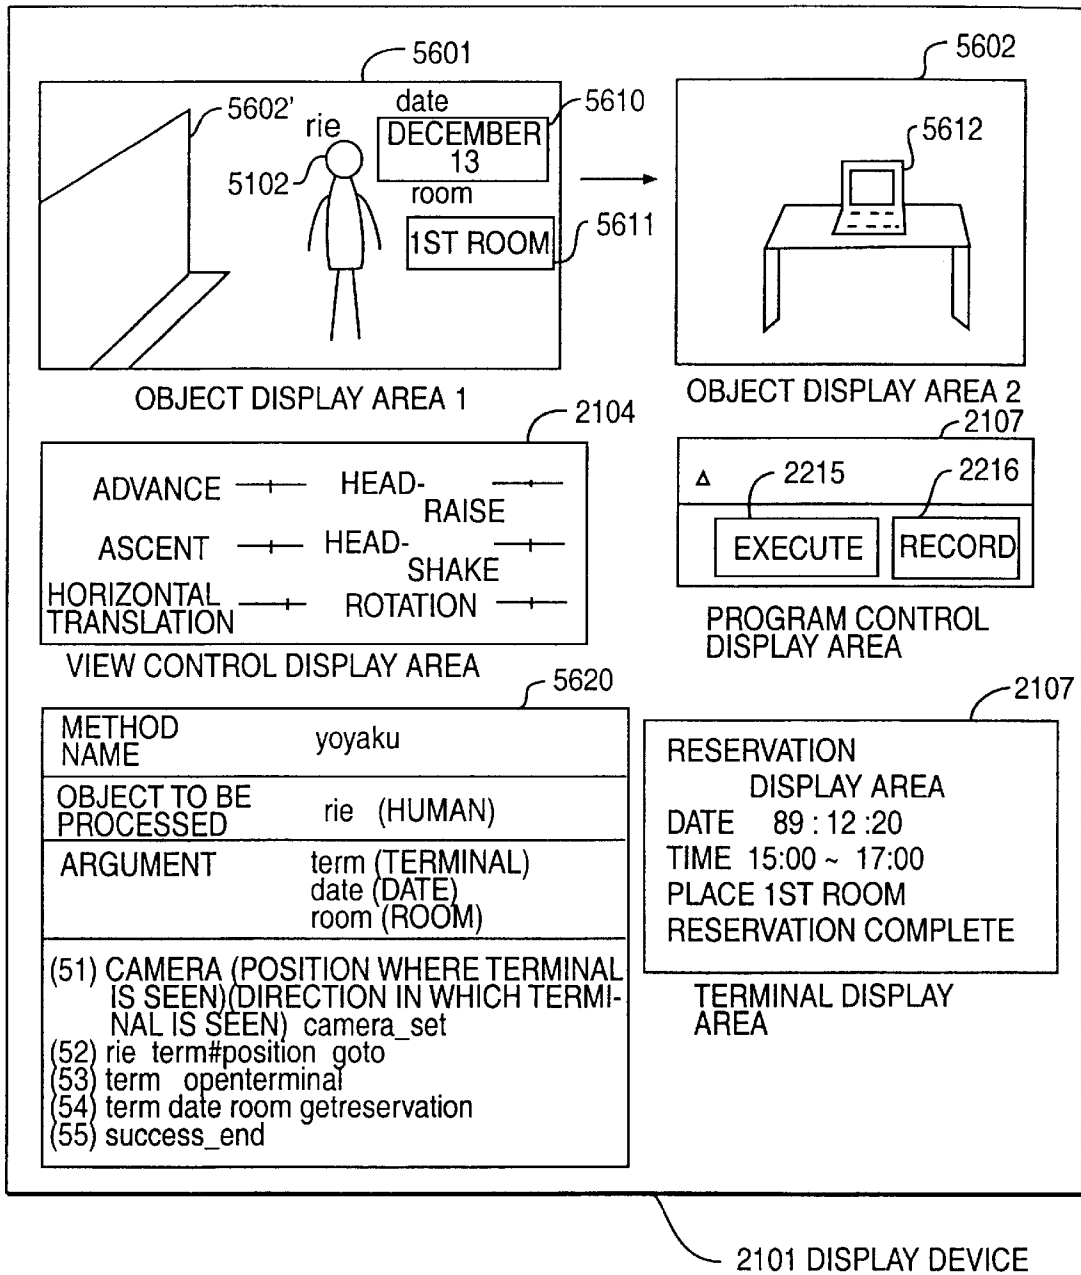 5601
5602
5602'
rie
date
5610
DECEMBER
13
5612
5102
room
5611
1ST ROOM
OBJECT DISPLAY AREA 1
OBJECT DISPLAY AREA 2
2104
2107
ADVANCE
HEAD-
RAISE
ASCENT
HEAD-
SHAKE
HORIZONTAL
TRANSLATION
ROTATION
Δ
2215
2216
EXECUTE
RECORD
VIEW CONTROL DISPLAY AREA
PROGRAM CONTROL
DISPLAY AREA
5620
2107
METHOD
NAME
yoyaku
OBJECT TO BE
PROCESSED
rie (HUMAN)
ARGUMENT
term (TERMINAL)
date (DATE)
room (ROOM)
(51) CAMERA (POSITION WHERE TERMINAL
IS SEEN)(DIRECTION IN WHICH TERMI-
NAL IS SEEN) camera_set
(52) rie term#position goto
(53) term openterminal
(54) term date room getreservation
(55) success_end
RESERVATION
DISPLAY AREA
DATE 89 : 12 :20
TIME 15:00 ~ 17:00
PLACE 1ST ROOM
RESERVATION COMPLETE
TERMINAL DISPLAY
AREA
2101 DISPLAY DEVICE